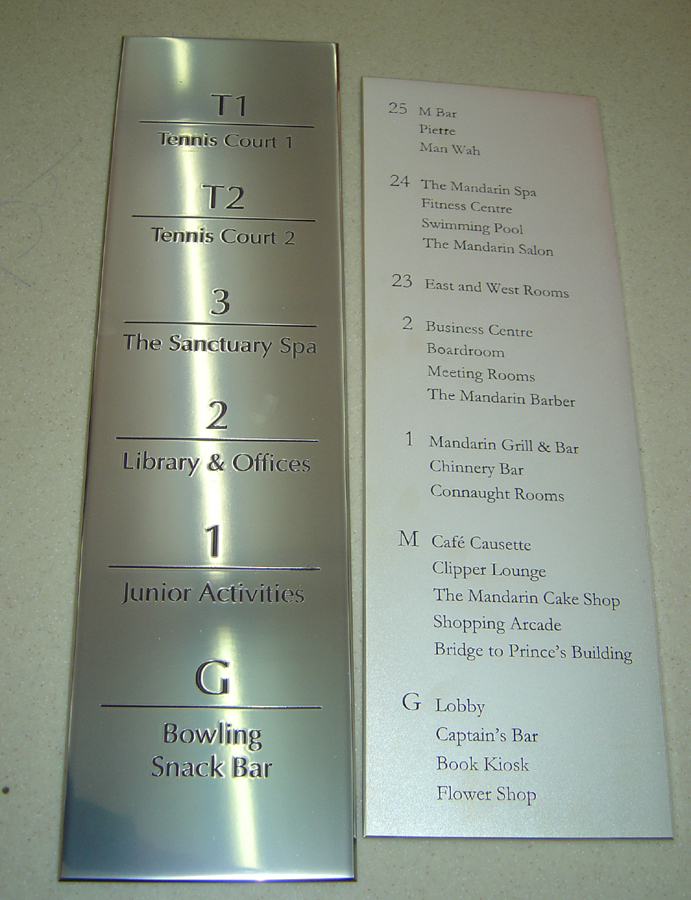 T1
Tennis Court 1
T2
Tennis Court 2
3
The Sanctuary Spa
2
Library & Offices
1
Junior Activities
G
Bowling
Snack Bar
25 M Bar
Pierre
Man Wah
24 The Mandarin Spa
Fitness Centre
Swimming Pool
The Mandarin Salon
23 East and West Rooms
2 Business Centre
Boardroom
Meeting Rooms
The Mandarin Barber
1 Mandarin Grill & Bar
Chinnery Bar
Connaught Rooms
M Café Causette
Clipper Lounge
The Mandarin Cake Shop
Shopping Arcade
Bridge to Prince's Building
G Lobby
Captain's Bar
Book Kiosk
Flower Shop